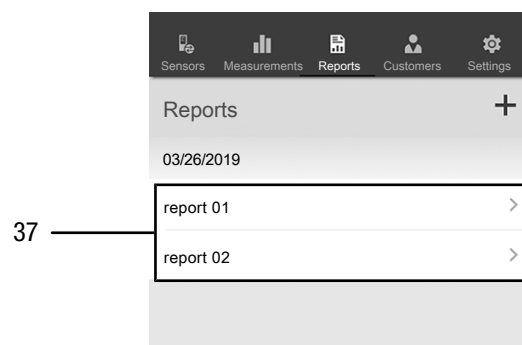 Sensors Measurements Reports Customers Settings
Reports +
03/26/2019
report 01 >
37
report 02 >